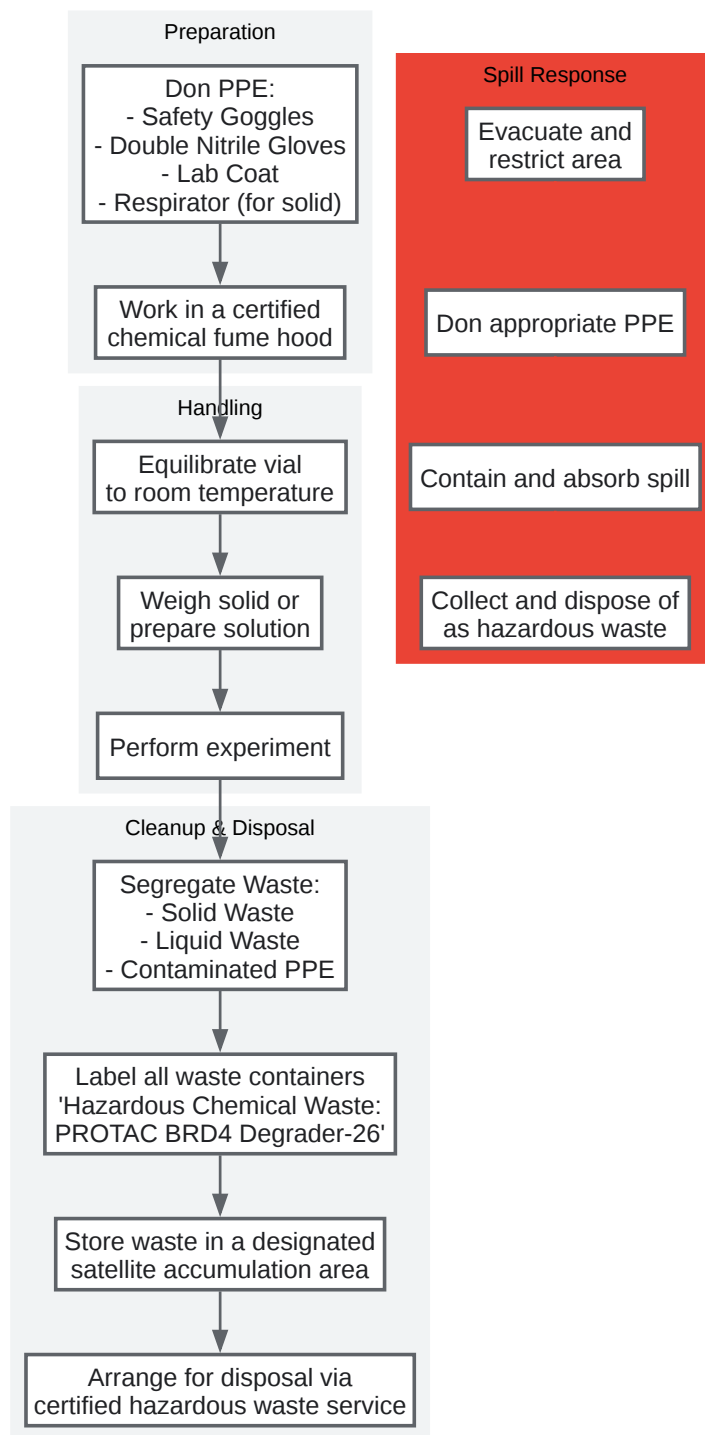 Preparation
Don PPE:
- Safety Goggles
- Double Nitrile Gloves
- Lab Coat
- Respirator (for solid)
Work in a certified
chemical fume hood
Handling
Equilibrate vial
to room temperature
Weigh solid or
prepare solution
Perform experiment
Cleanup & Disposal
Segregate Waste:
- Solid Waste
- Liquid Waste
- Contaminated PPE
Label all waste containers
'Hazardous Chemical Waste:
PROTAC BRD4 Degrader-26'
Store waste in a designated
satellite accumulation area
Arrange for disposal via
certified hazardous waste service
Spill Response
Evacuate and
restrict area
Don appropriate PPE
Contain and absorb spill
Collect and dispose of
as hazardous waste